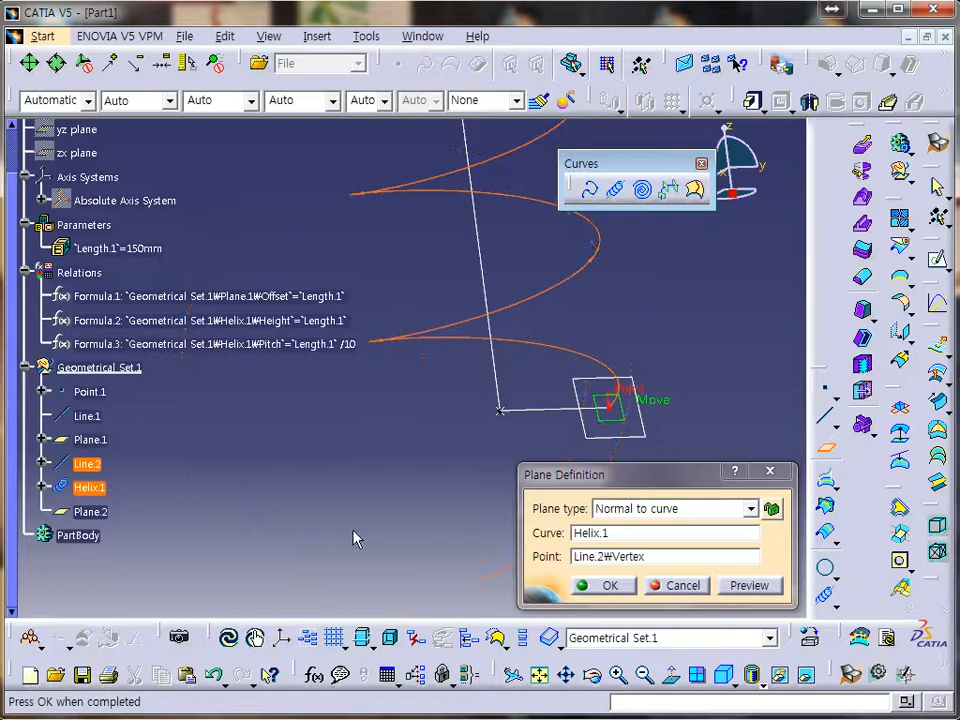 CATIA V5 - [Part1]
Start ENOVIA V5 VPM File Edit View Insert Tools Window Help
File
Automatic Auto Auto Auto Auto Auto None
yz plane
zx plane
Axis Systems
Absolute Axis System
Parameters
`Length.1`=150mm
Relations
Formula.1: `Geometrical Set.1₩Plane.1₩Offset`=`Length.1`
Formula.2: `Geometrical Set.1₩Helix.1₩Height`=`Length.1`
Formula.3: `Geometrical Set.1₩Helix.1₩Pitch`=`Length.1` /10
Geometrical Set.1
Point.1
Line.1
Plane.1
Line.2
Helix.1
Plane.2
PartBody
Curves
z
y
x
Move
Plane Definition
Plane type: Normal to curve
Curve: Helix.1
Point: Line.2₩Vertex
OK Cancel Preview
Geometrical Set.1
f(x)
DS CATIA
Press OK when completed